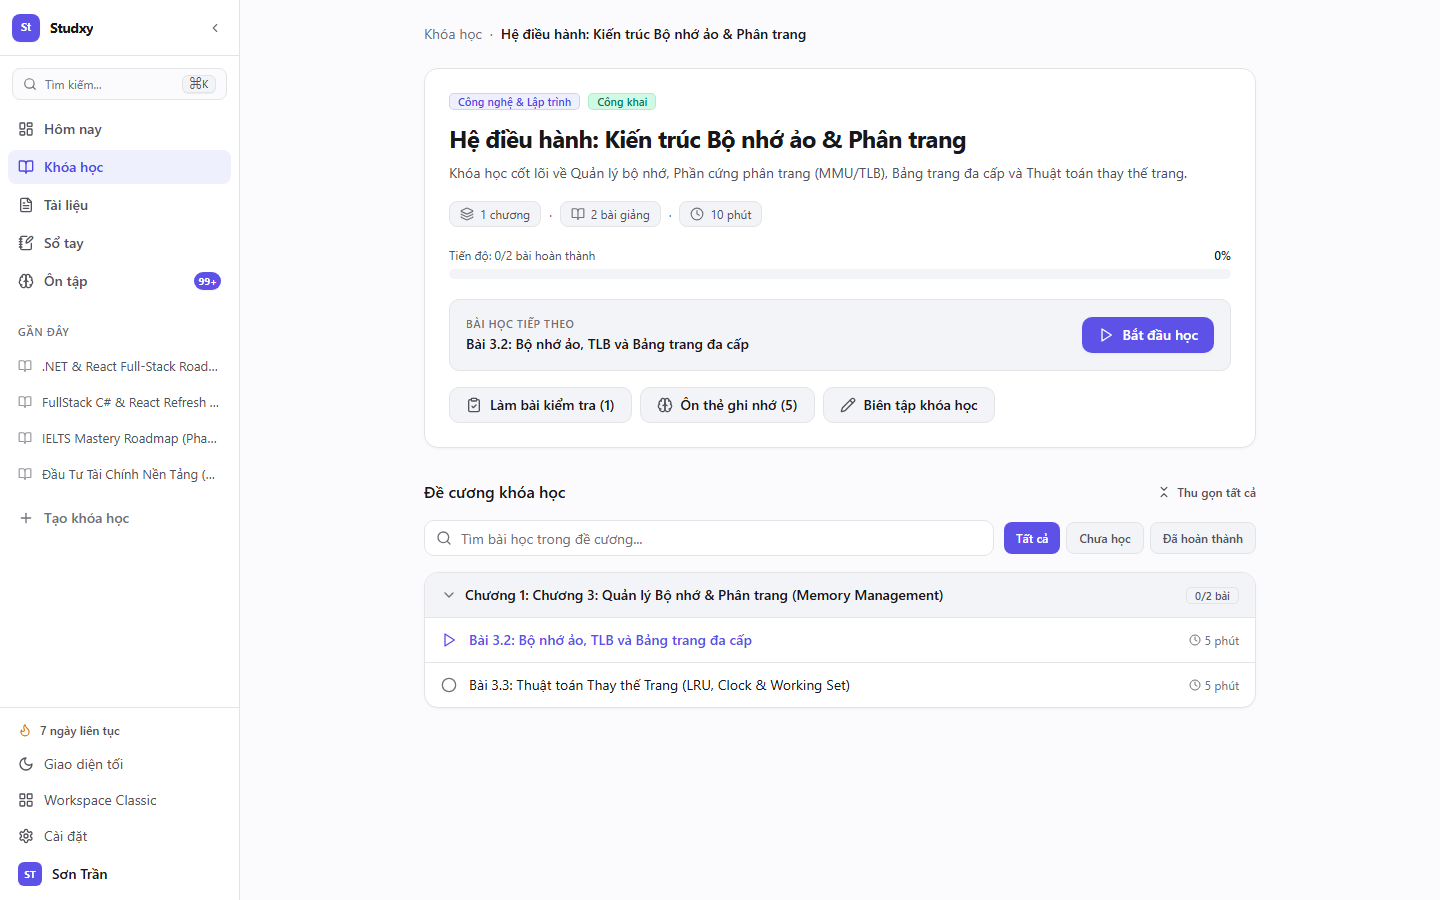 St Studxy
Tìm kiếm... ⌘K
Hôm nay
Khóa học
Tài liệu
Sổ tay
Ôn tập 99+
GẦN ĐÂY
.NET & React Full-Stack Road...
FullStack C# & React Refresh ...
IELTS Mastery Roadmap (Pha...
Đầu Tư Tài Chính Nền Tảng (...
Tạo khóa học
7 ngày liên tục
Giao diện tối
Workspace Classic
Cài đặt
ST Sơn Trần
Khóa học · Hệ điều hành: Kiến trúc Bộ nhớ ảo & Phân trang
Công nghệ & Lập trình Công khai
Hệ điều hành: Kiến trúc Bộ nhớ ảo & Phân trang
Khóa học cốt lõi về Quản lý bộ nhớ, Phần cứng phân trang (MMU/TLB), Bảng trang đa cấp và Thuật toán thay thế trang.
1 chương · 2 bài giảng · 10 phút
Tiến độ: 0/2 bài hoàn thành 0%
BÀI HỌC TIẾP THEO
Bài 3.2: Bộ nhớ ảo, TLB và Bảng trang đa cấp
Bắt đầu học
Làm bài kiểm tra (1) Ôn thẻ ghi nhớ (5) Biên tập khóa học
Đề cương khóa học Thu gọn tất cả
Tìm bài học trong đề cương... Tất cả Chưa học Đã hoàn thành
Chương 1: Chương 3: Quản lý Bộ nhớ & Phân trang (Memory Management) 0/2 bài
Bài 3.2: Bộ nhớ ảo, TLB và Bảng trang đa cấp 5 phút
Bài 3.3: Thuật toán Thay thế Trang (LRU, Clock & Working Set) 5 phút